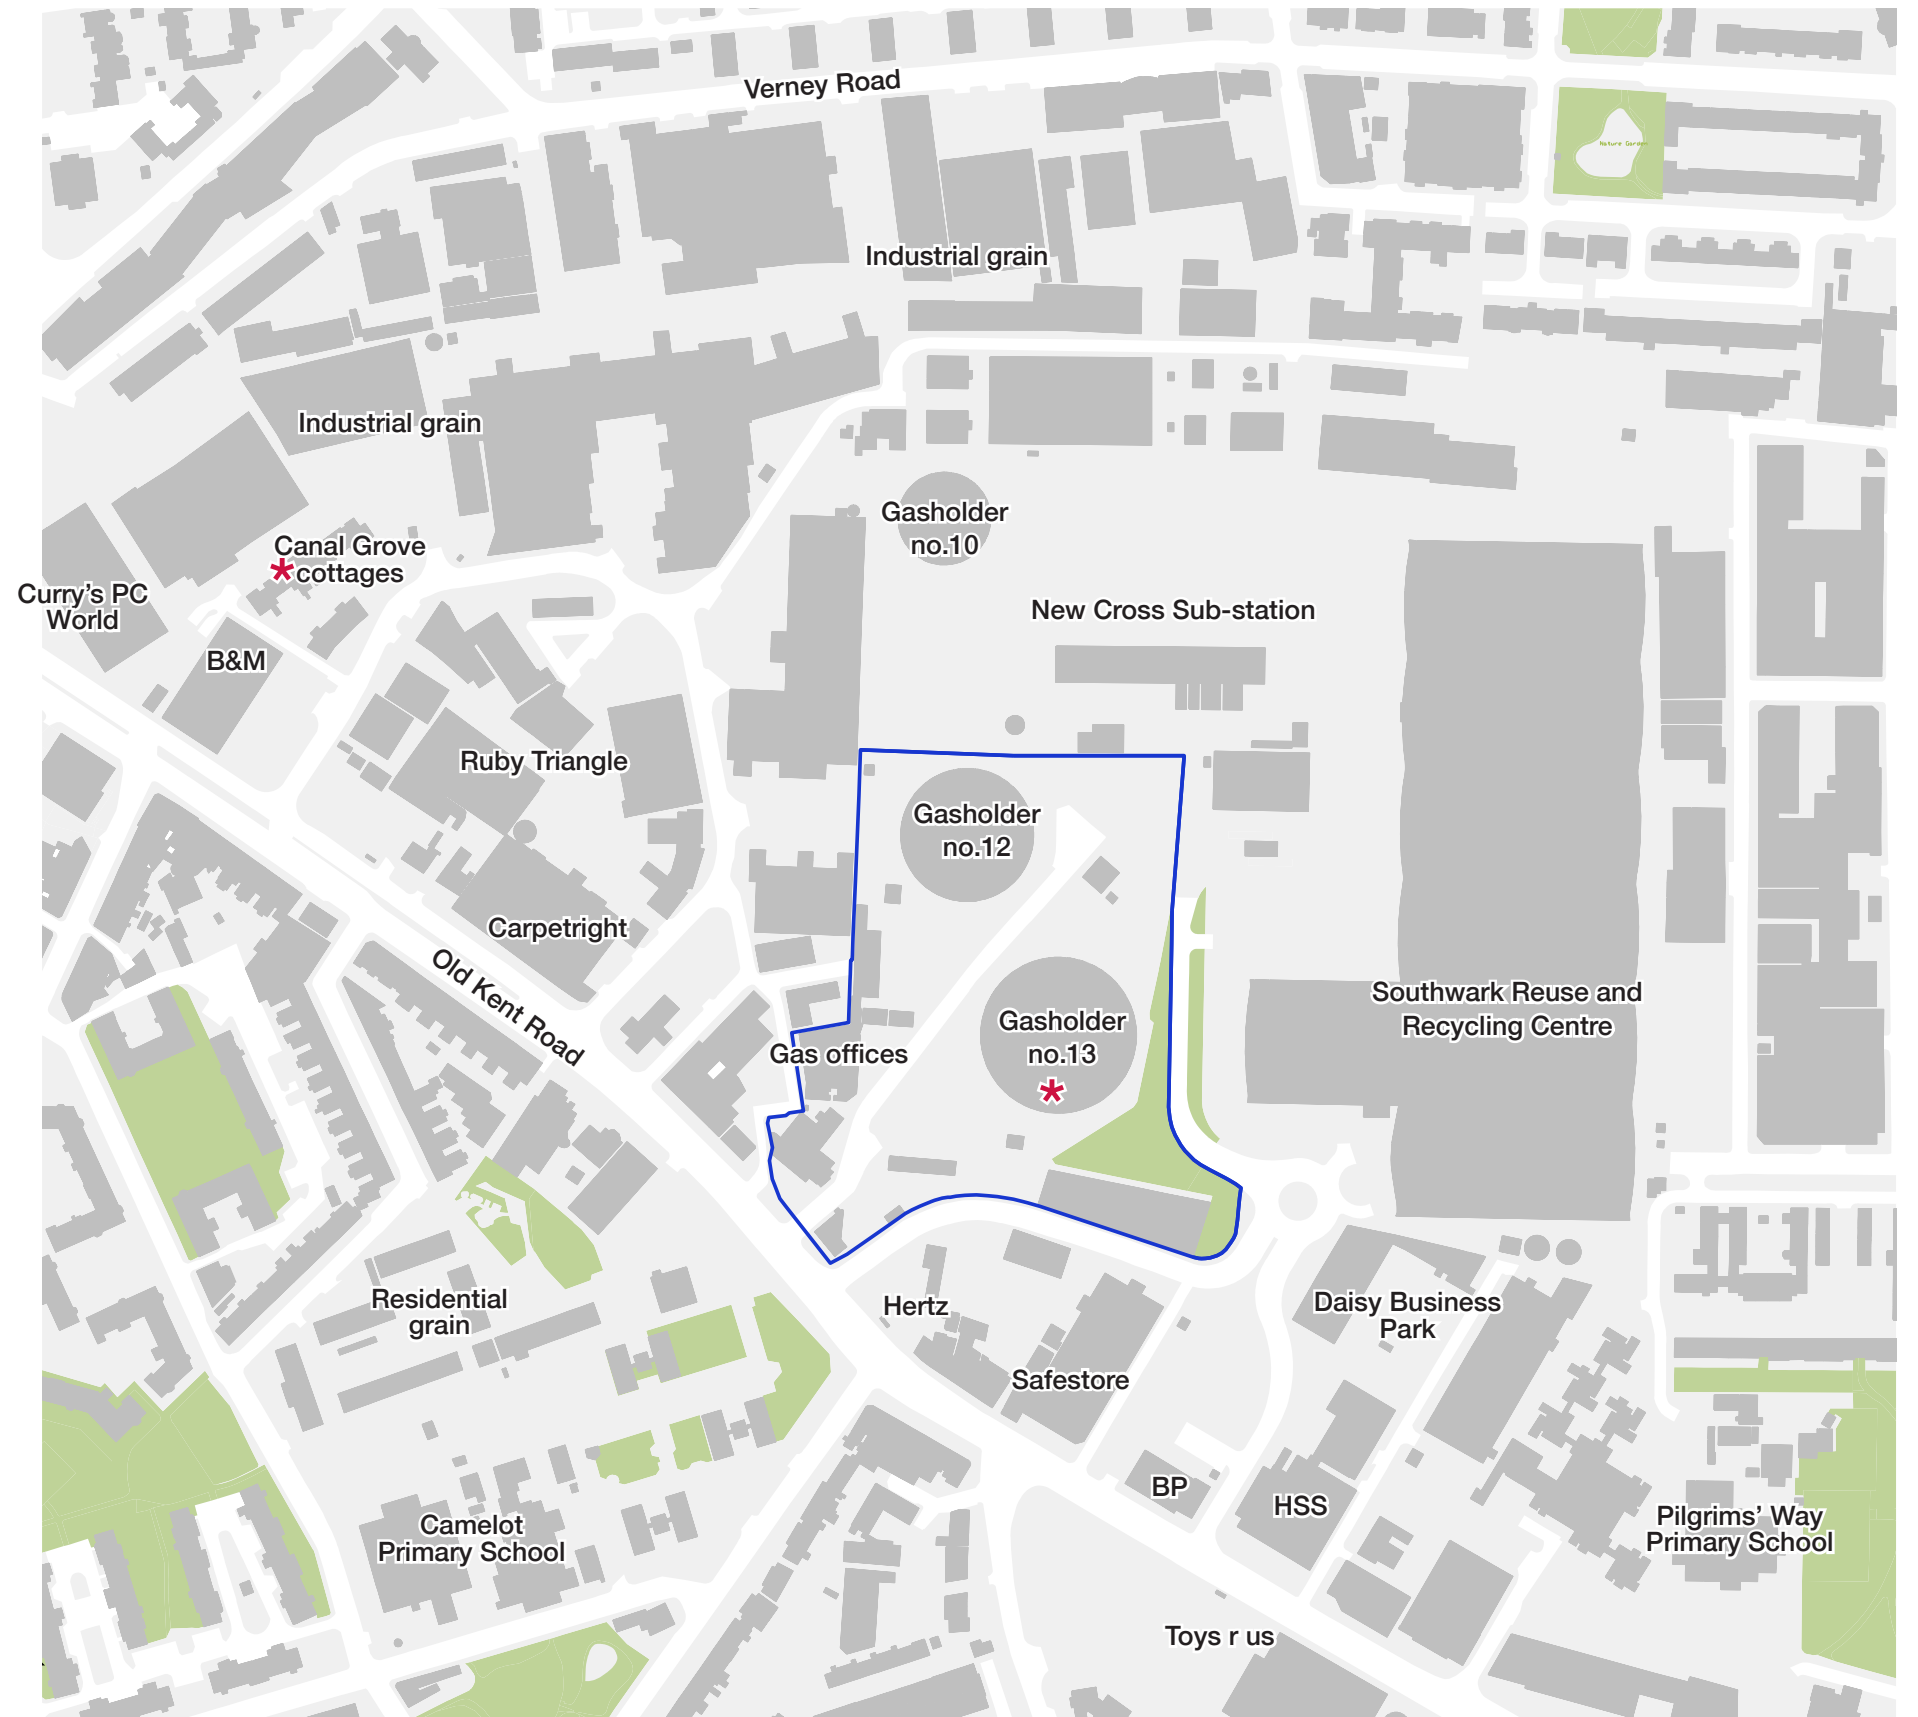 Verney Road
Nature Garden
Industrial grain
Industrial grain
Gasholder
no.10
Canal Grove
*cottages
Curry's PC
World
New Cross Sub-station
B&M
Ruby Triangle
Gasholder
no.12
Carpetright
Old Kent Road
Southwark Reuse and
Recycling Centre
Gasholder
no.13
*
Gas offices
Residential
grain
Hertz
Daisy Business
Park
Safestore
BP
HSS
Camelot
Primary School
Pilgrims' Way
Primary School
Toys r us